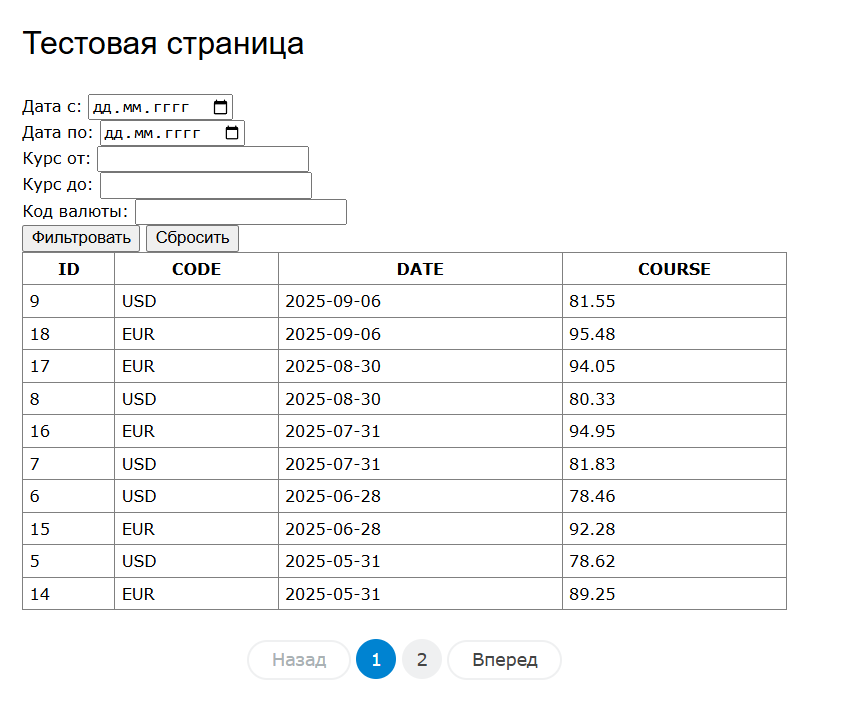 Тестовая страница
Дата с: дд.мм.гггг
Дата по: дд.мм.гггг
Курс от:
Курс до:
Код валюты:
Фильтровать Сбросить
ID CODE DATE COURSE
9 USD 2025-09-06 81.55
18 EUR 2025-09-06 95.48
17 EUR 2025-08-30 94.05
8 USD 2025-08-30 80.33
16 EUR 2025-07-31 94.95
7 USD 2025-07-31 81.83
6 USD 2025-06-28 78.46
15 EUR 2025-06-28 92.28
5 USD 2025-05-31 78.62
14 EUR 2025-05-31 89.25
Назад 1 2 Вперед